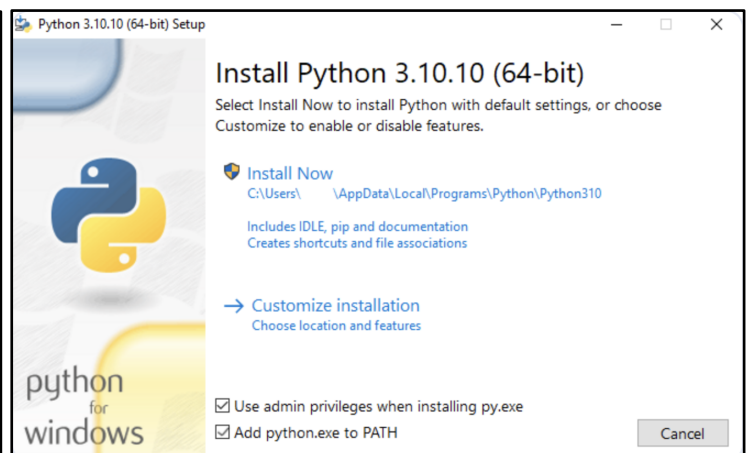 Python 3.10.10 (64-bit) Setup
Install Python 3.10.10 (64-bit)
Select Install Now to install Python with default settings, or choose
Customize to enable or disable features.
Install Now
C:\Users\ \AppData\Local\Programs\Python\Python310
Includes IDLE, pip and documentation
Creates shortcuts and file associations
Customize installation
Choose location and features
python
for
windows
Use admin privileges when installing py.exe
Add python.exe to PATH
Cancel